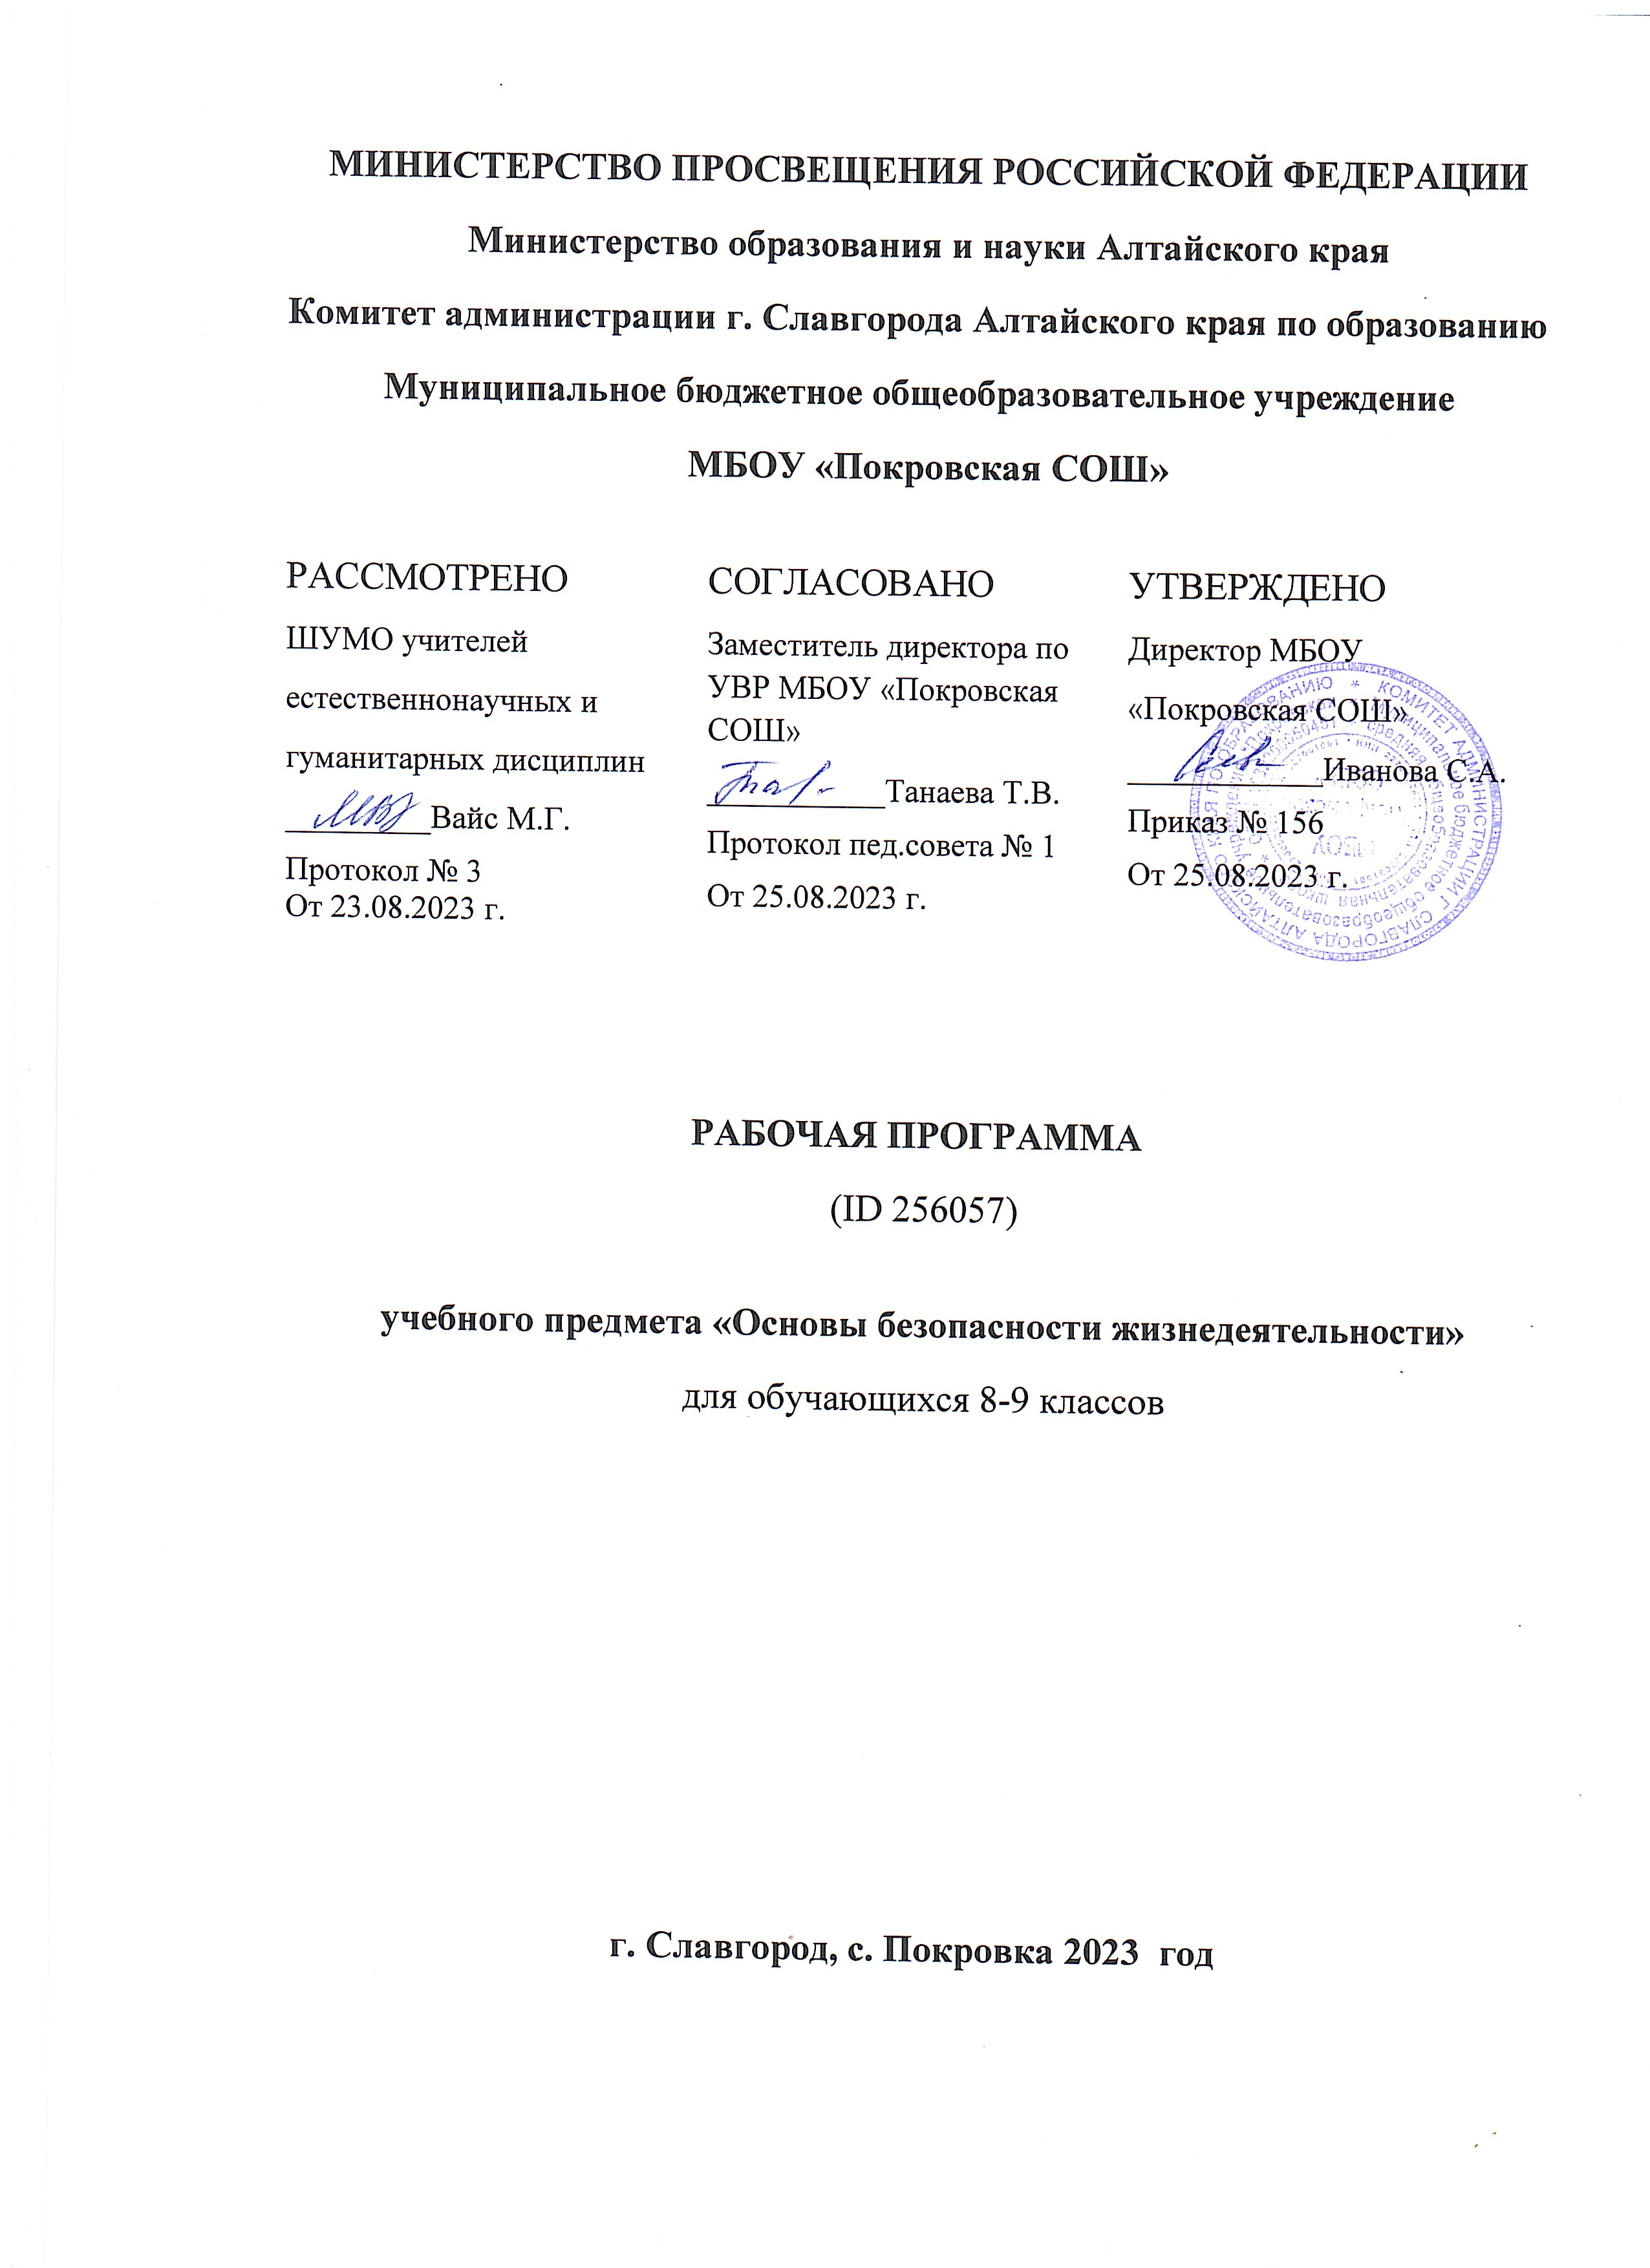 МИНИСТЕРСТВО ПРОСВЕЩЕНИЯ РОССИЙСКОЙ ФЕДЕРАЦИИ
Министерство образования и науки Алтайского края
Комитет администрации г. Славгорода Алтайского края по образованию
Муниципальное бюджетное общеобразовательное учреждение
МБОУ «Покровская СОШ»
РАССМОТРЕНО
ШУМО учителей
естественнонаучных и
гуманитарных дисциплин
Вайс М.Г.
Протокол № 3
От 23.08.2023 г.
СОГЛАСОВАНО
Заместитель директора по
УВР МБОУ «Покровская
СОШ»
Танаева Т.В.
Протокол пед.совета № 1
От 25.08.2023 г.
УТВЕРЖДЕНО
Директор МБОУ
«Покровская СОШ»
Иванова С.А.
Приказ № 156
От 25.08.2023 г.
РАБОЧАЯ ПРОГРАММА
(ID 256057)
учебного предмета «Основы безопасности жизнедеятельности»
для обучающихся 8-9 классов
г. Славгород, с. Покровка 2023 год